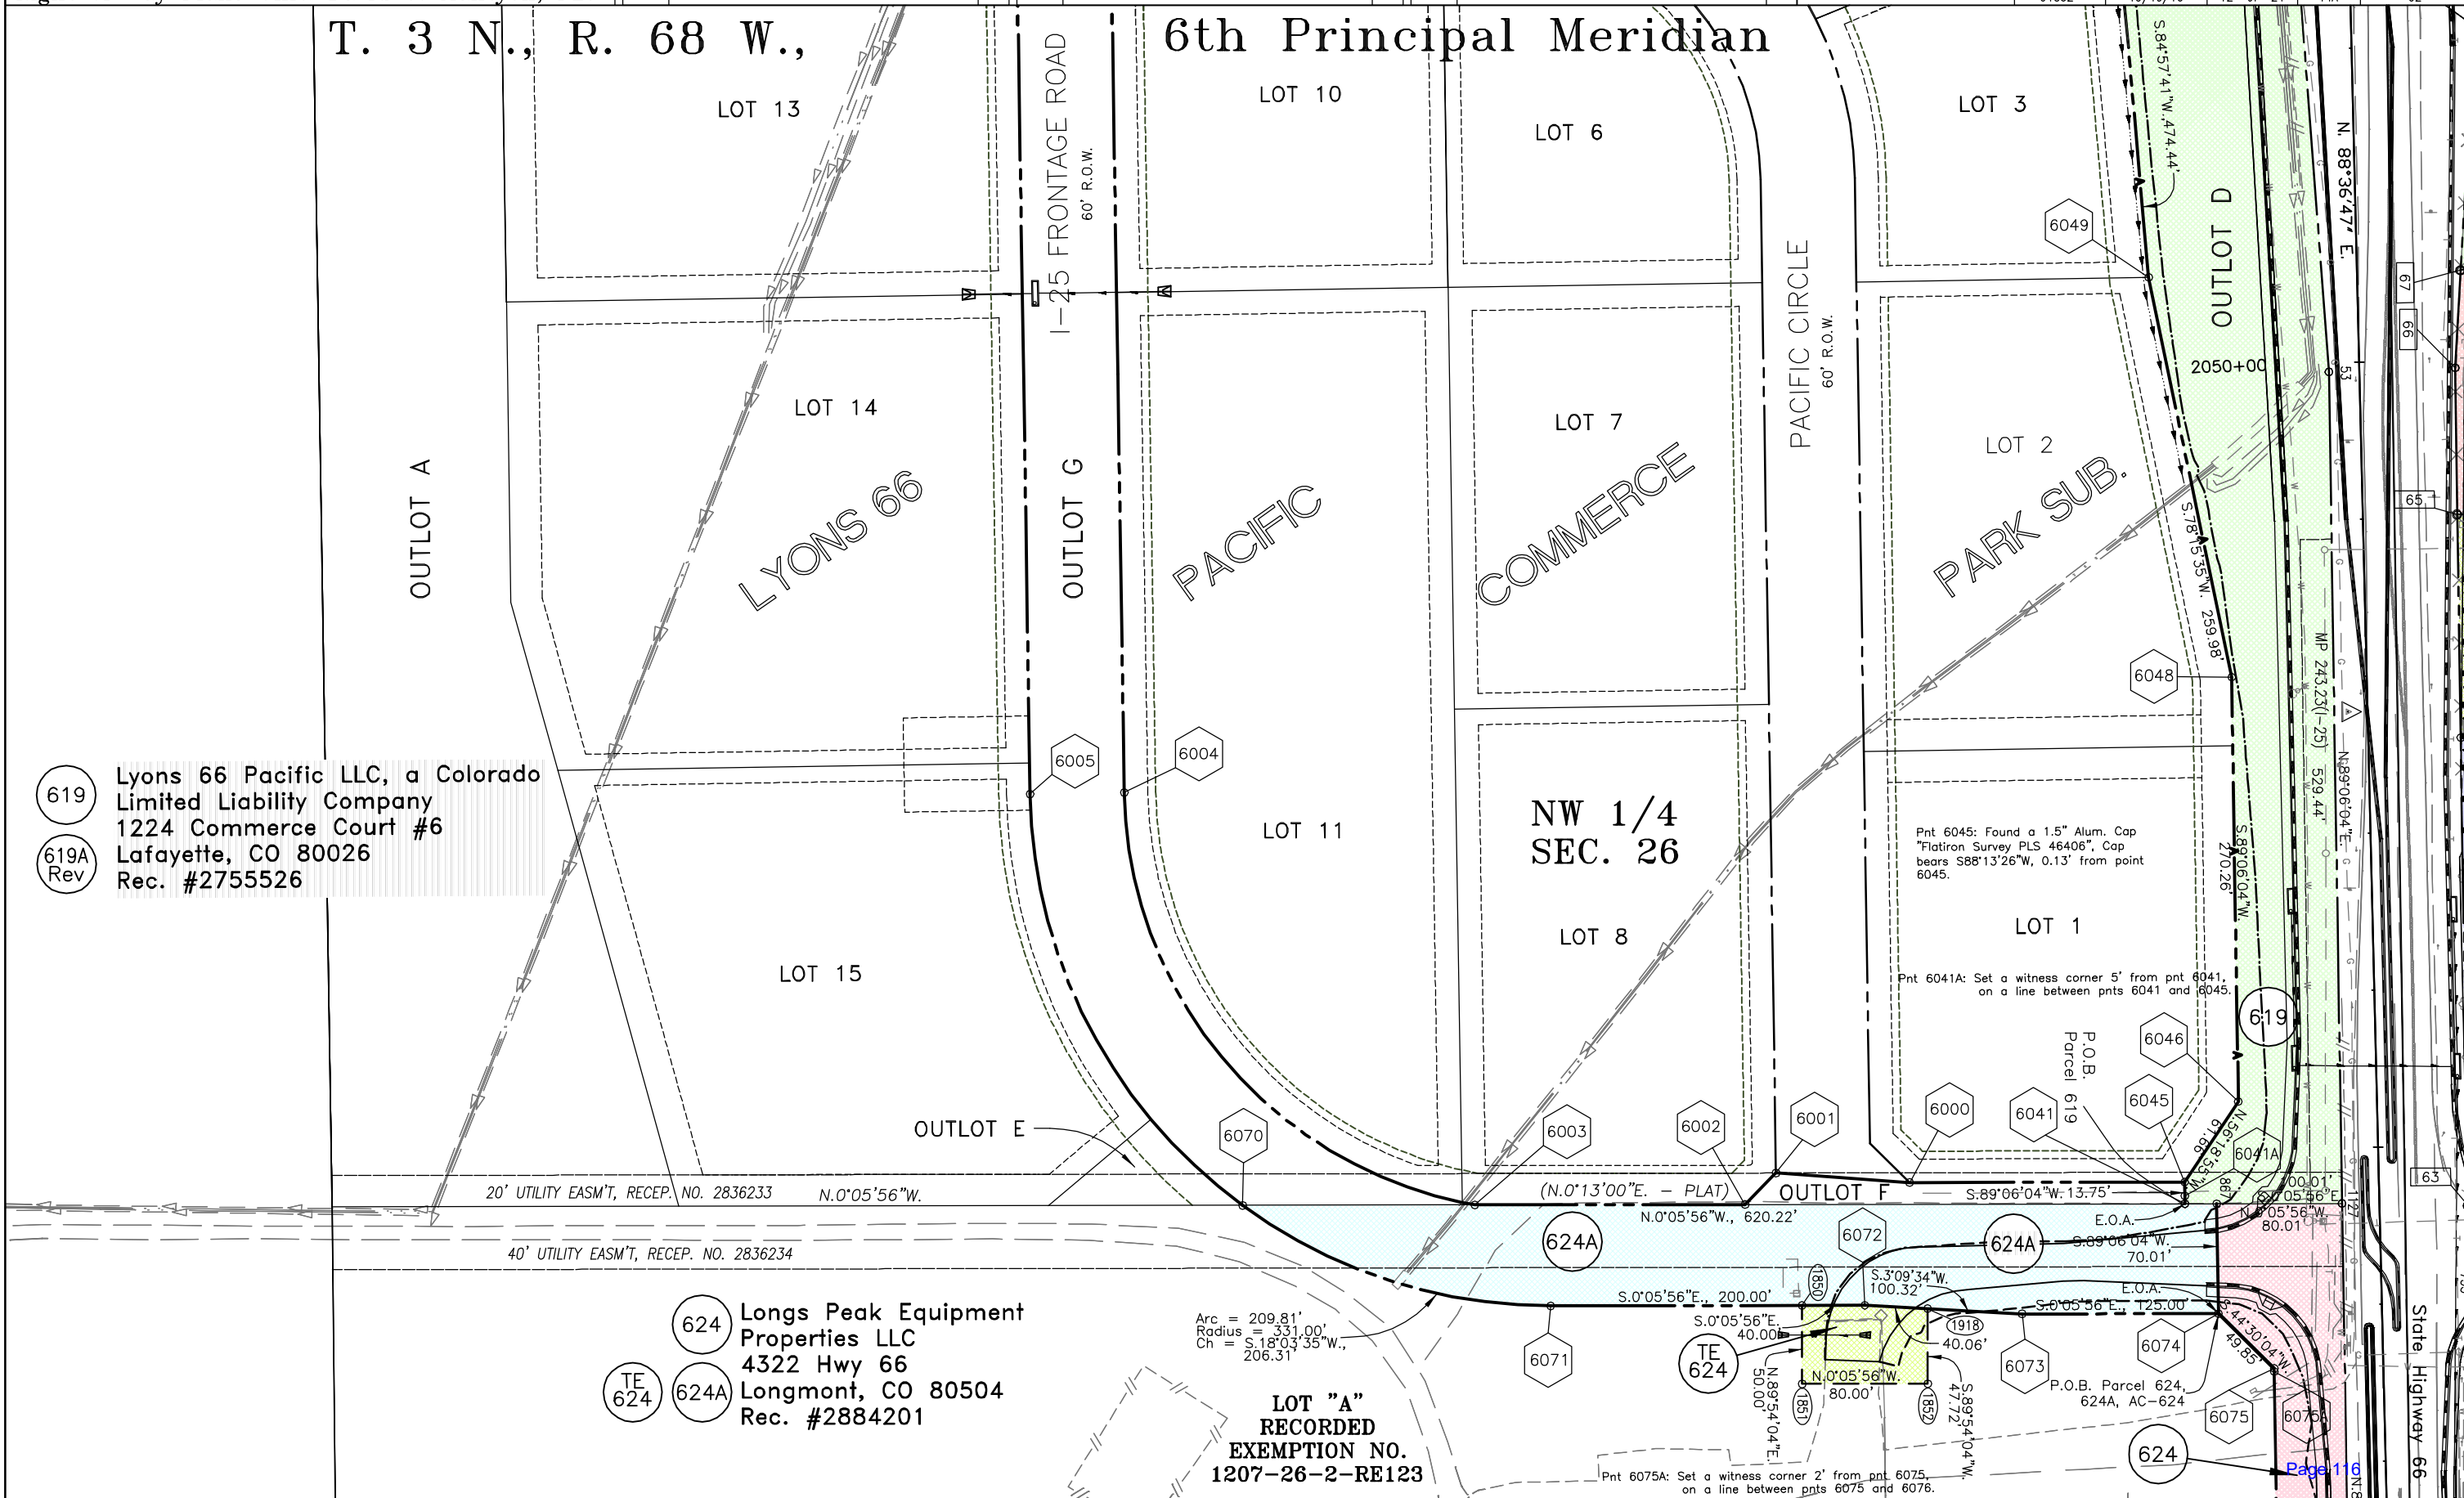 T. 3 N., R. 68 W.,
6th Principal Meridian
LOT 13
I-25 FRONTAGE ROAD
60' R.O.W.
LOT 10
LOT 6
LOT 3
S.84°57'41"W.,474.44'
N. 88°36'47" E.
OUTLOT D
6049
PACIFIC CIRCLE
60' R.O.W.
67
66
2050+00
53
LOT 14
LOT 7
LOT 2
65
OUTLOT A
OUTLOT G
LYONS 66
PACIFIC
COMMERCE
PARK SUB.
S.78°15'35"W. 259.98'
6048
MP 243.23(I-25) 529.44'
N.89°06'04"E.
6005
6004
619
619A
Rev
Lyons 66 Pacific LLC, a Colorado
Limited Liability Company
1224 Commerce Court #6
Lafayette, CO 80026
Rec. #2755526
LOT 11
NW 1/4
SEC. 26
Pnt 6045: Found a 1.5" Alum. Cap
"Flatiron Survey PLS 46406", Cap
bears S88°13'26"W, 0.13' from point
6045.
S.89°06'04"W.
270.26'
LOT 15
LOT 8
LOT 1
Pnt 6041A: Set a witness corner 5' from pnt 6041,
on a line between pnts 6041 and 6045.
619
6046
P.O.B.
Parcel 619
6045
6041
6000
6001
6002
6003
6070
OUTLOT E
N.56°18'55"W.
61.66'
6041A
63
20' UTILITY EASM'T, RECEP. NO. 2836233
N.0°05'56"W.
(N.0°13'00"E. - PLAT)
OUTLOT F
S.89°06'04"W. 13.75'
N.0°05'56"W.
80.01
1127
N.0°05'56"W., 620.22'
E.O.A.
40' UTILITY EASM'T, RECEP. NO. 2836234
624A
6072
624A
S.89°06'04"W.
70.01'
1850
S.3°09'34"W.
100.32'
E.O.A.
S.0°05'56"E., 200.00'
S.0°05'56"E., 125.00'
624
TE
624
624A
Longs Peak Equipment
Properties LLC
4322 Hwy 66
Longmont, CO 80504
Rec. #2884201
Arc = 209.81'
Radius = 331.00'
Ch = S.18°03'35"W.,
206.31'
S.0°05'56"E.
40.00'
1918
40.06'
6071
TE
624
6073
6074
S.44°30'04"W.
49.85'
N.0°05'56"W.
80.00'
N.89°54'04"E.
50.00'
1851
1852
S.89°54'04"W.
47.72'
P.O.B. Parcel 624,
624A, AC-624
6075
State Highway 66
LOT "A"
RECORDED
EXEMPTION NO.
1207-26-2-RE123
624
Page 116
Pnt 6075A: Set a witness corner 2' from pnt 6075,
on a line between pnts 6075 and 6076.